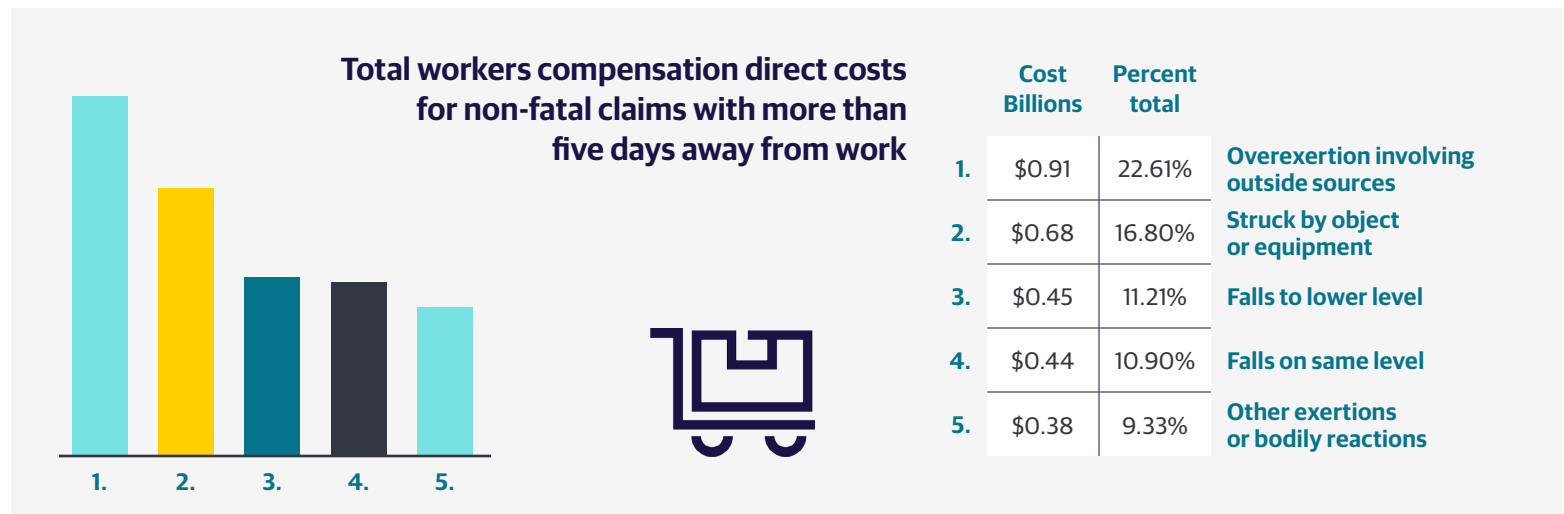 Total workers compensation direct costs
for non-fatal claims with more than
five days away from work
1.
2.
3.
4.
5.
Cost
Billions
Percent
total
1.
$0.91
22.61%
Overexertion involving
outside sources
2.
$0.68
16.80%
Struck by object
or equipment
3.
$0.45
11.21%
Falls to lower level
4.
$0.44
10.90%
Falls on same level
5.
$0.38
9.33%
Other exertions
or bodily reactions